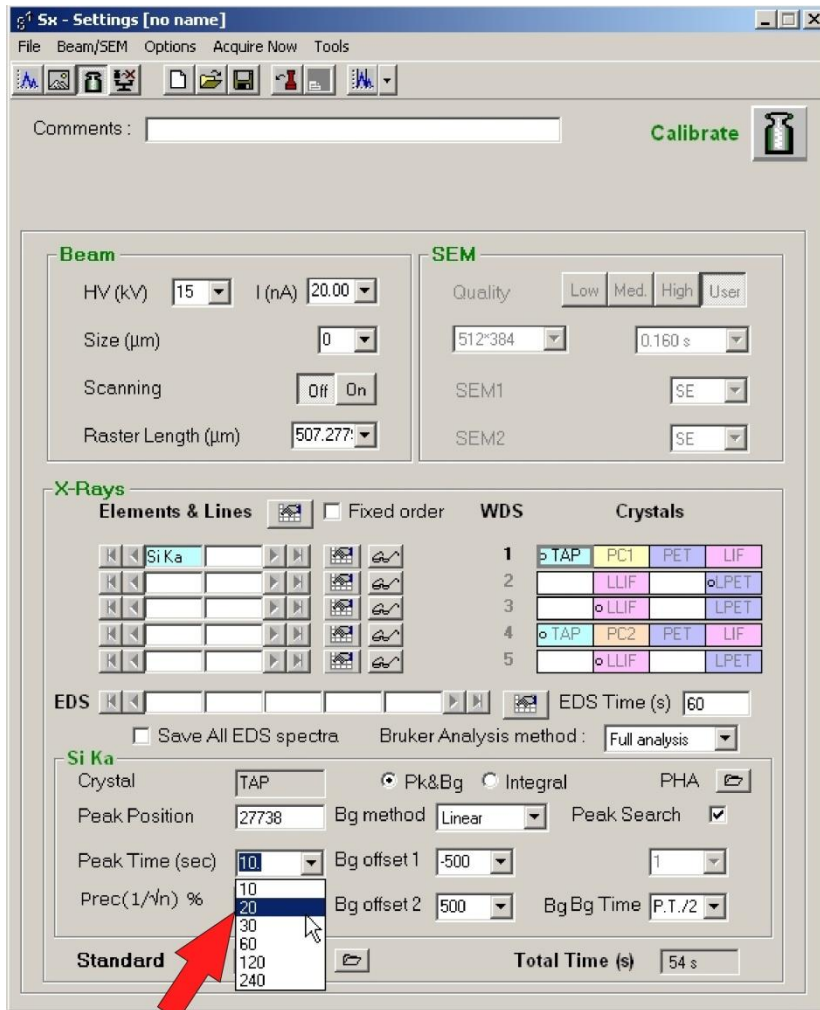 Sx - Settings [no name]
File Beam/SEM Options Acquire Now Tools
Comments : Calibrate
Beam
HV (kV) 15 I (nA) 20.00
Size (µm) 0
Scanning Off On
Raster Length (µm) 507.277
SEM
Quality Low Med. High User
512*384 0.160 s
SEM1 SE
SEM2 SE
X-Rays
Elements & Lines Fixed order WDS Crystals
Si Ka 1 TAP PC1 PET LIF
2 LLIF LPET
3 LLIF LPET
4 TAP PC2 PET LIF
5 LLIF LPET
EDS EDS Time (s) 60
Save All EDS spectra Bruker Analysis method : Full analysis
Si Ka
Crystal TAP Pk&Bg Integral PHA
Peak Position 27738 Bg method Linear Peak Search
Peak Time (sec) 10. Bg offset 1 -500 1
Prec(1/√n) % Bg offset 2 500 Bg Bg Time P.T./2
10
20
30
60
120
240
Standard Total Time (s) 54 s